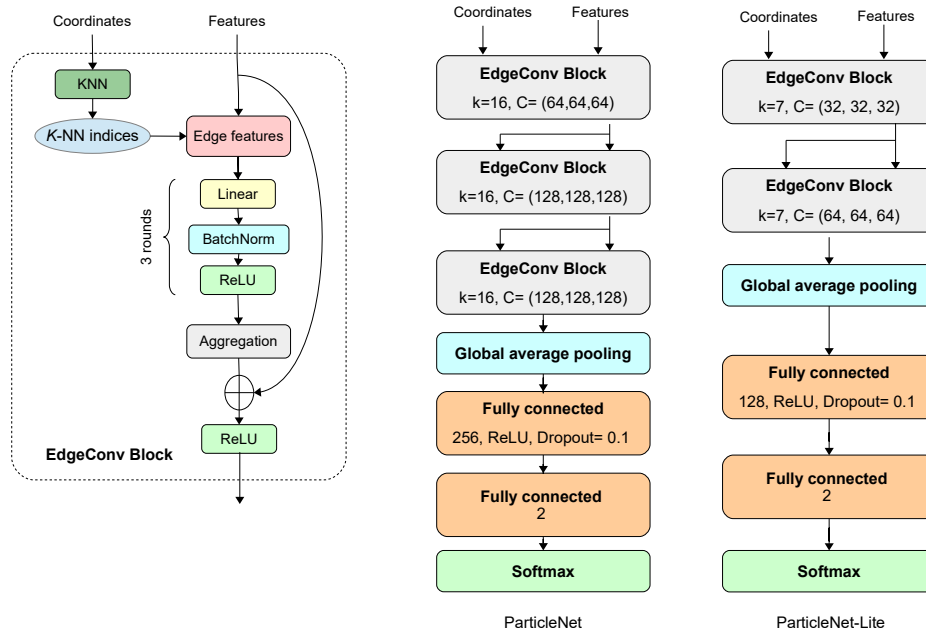 Coordinates
Features
KNN
K-NN indices
Edge features
3 rounds
Linear
BatchNorm
ReLU
Aggregation
ReLU
EdgeConv Block
Coordinates
Features
EdgeConv Block
k=16, C= (64,64,64)
EdgeConv Block
k=16, C= (128,128,128)
EdgeConv Block
k=16, C= (128,128,128)
Global average pooling
Fully connected
256, ReLU, Dropout= 0.1
Fully connected
2
Softmax
ParticleNet
Coordinates
Features
EdgeConv Block
k=7, C= (32, 32, 32)
EdgeConv Block
k=7, C= (64, 64, 64)
Global average pooling
Fully connected
128, ReLU, Dropout= 0.1
Fully connected
2
Softmax
ParticleNet-Lite